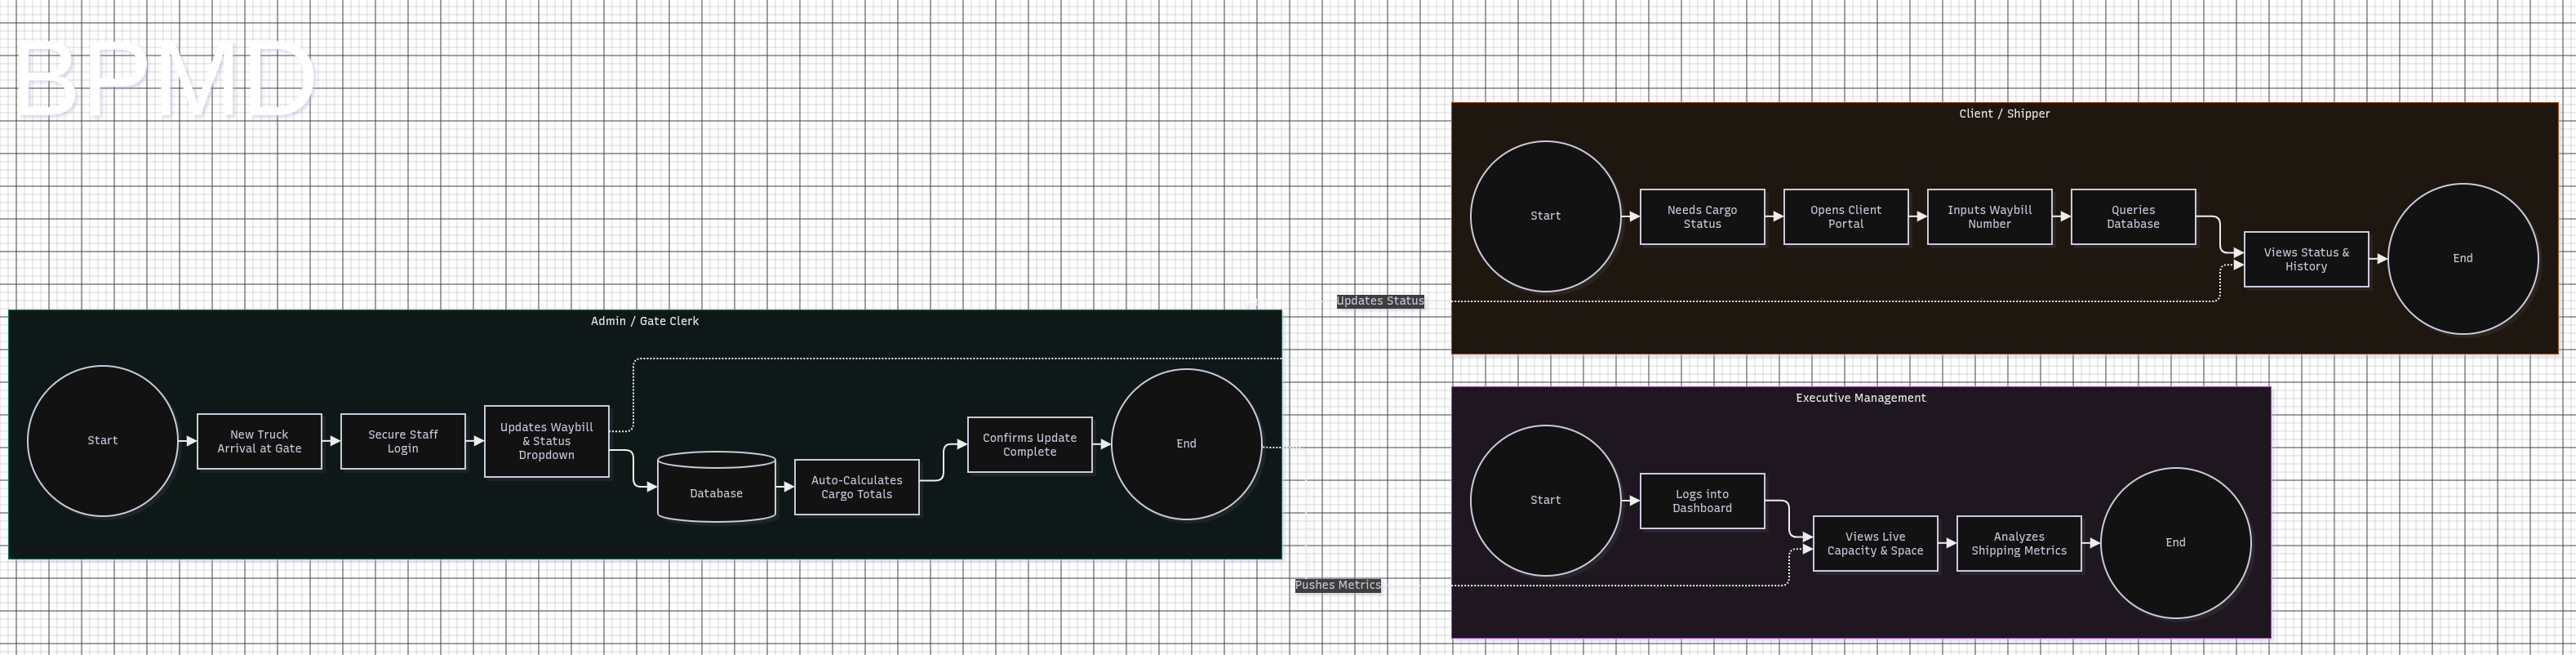 BPMD
Client / Shipper
Start
Needs Cargo
Status
Opens Client
Portal
Inputs Waybill
Number
Queries
Database
Views Status &
History
End
Updates Status
Admin / Gate Clerk
Start
New Truck
Arrival at Gate
Secure Staff
Login
Updates Waybill
& Status
Dropdown
Database
Auto-Calculates
Cargo Totals
Confirms Update
Complete
End
Pushes Metrics
Executive Management
Start
Logs into
Dashboard
Views Live
Capacity & Space
Analyzes
Shipping Metrics
End